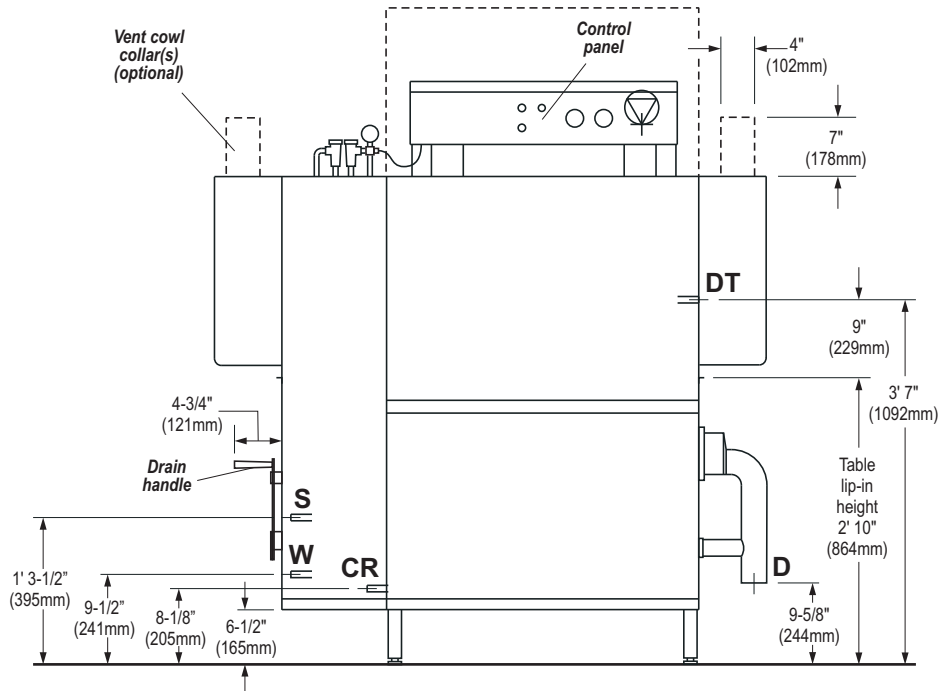 Vent cowl
collar(s)
(optional)
Control
panel
4"
(102mm)
7"
(178mm)
DT
9"
(229mm)
3' 7"
(1092mm)
4-3/4"
(121mm)
Drain
handle
Table
lip-in
height
2' 10"
(864mm)
S
W
CR
D
1' 3-1/2”
(395mm)
9-1/2”
(241mm)
8-1/8”
(205mm)
6-1/2”
(165mm)
9-5/8"
(244mm)